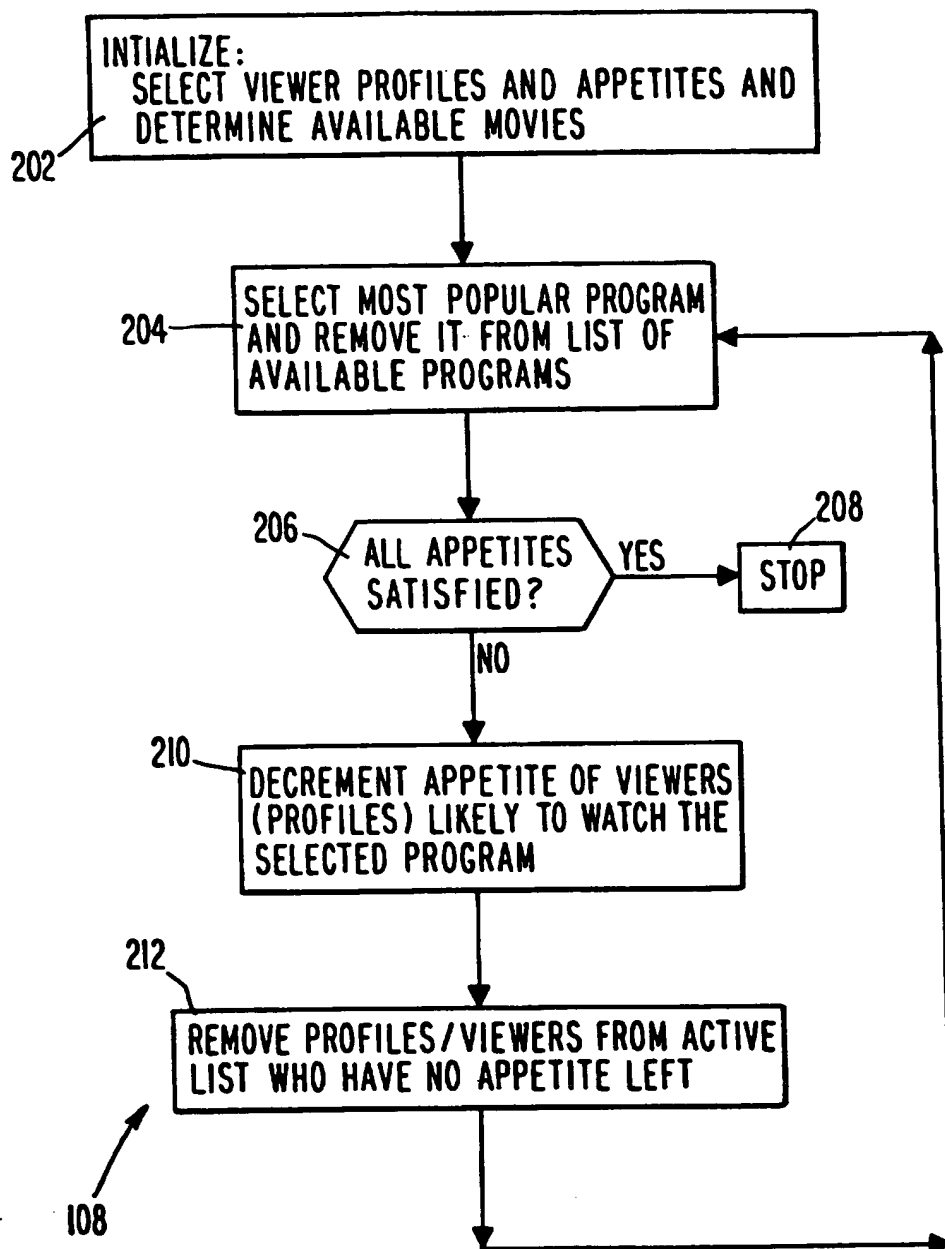 INTIALIZE:
SELECT VIEWER PROFILES AND APPETITES AND
DETERMINE AVAILABLE MOVIES
202
SELECT MOST POPULAR PROGRAM
AND REMOVE IT FROM LIST OF
AVAILABLE PROGRAMS
204
206
ALL APPETITES
SATISFIED?
YES
208
STOP
NO
210
DECREMENT APPETITE OF VIEWERS
(PROFILES) LIKELY TO WATCH THE
SELECTED PROGRAM
212
REMOVE PROFILES/VIEWERS FROM ACTIVE
LIST WHO HAVE NO APPETITE LEFT
108